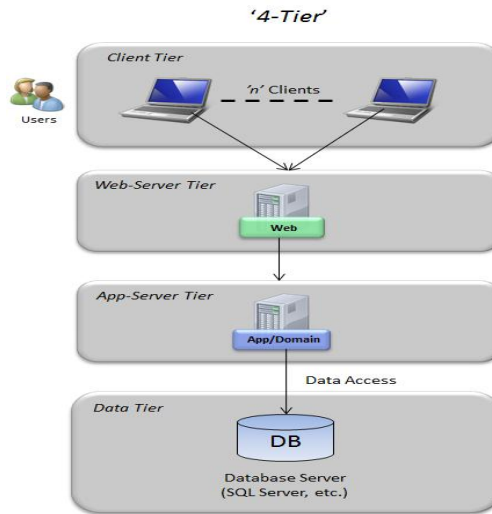 ‘4-Tier’
Client Tier
‘n’ Clients
Users
Web-Server Tier
Web
App-Server Tier
App/Domain
Data Access
Data Tier
DB
Database Server
(SQL Server, etc.)